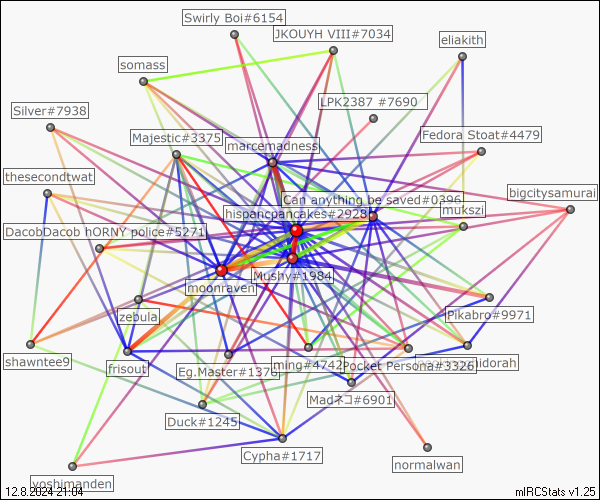 Swirly Boi#6154
JKOUYH VIII#7034
eliakith
somass
LPK2387 #7690
Silver#7938
Majestic#3375
marcemadness
Fedora Stoat#4479
thesecondtwat
Can anything be saved#0396
bigcitysamurai
hispancpancakes#2928
mukszi
DacobDacob hORNY police#5271
Mushy#1984
moonraven
zebula
Pikabro#9971
shawntee9
frisout
Eg.Master#1376
ming#4742
Pocket Persona#3326
idorah
Madネコ#6901
Duck#1245
Cypha#1717
normalwan
yoshimanden
12.8.2024 21:04
mIRCStats v1.25